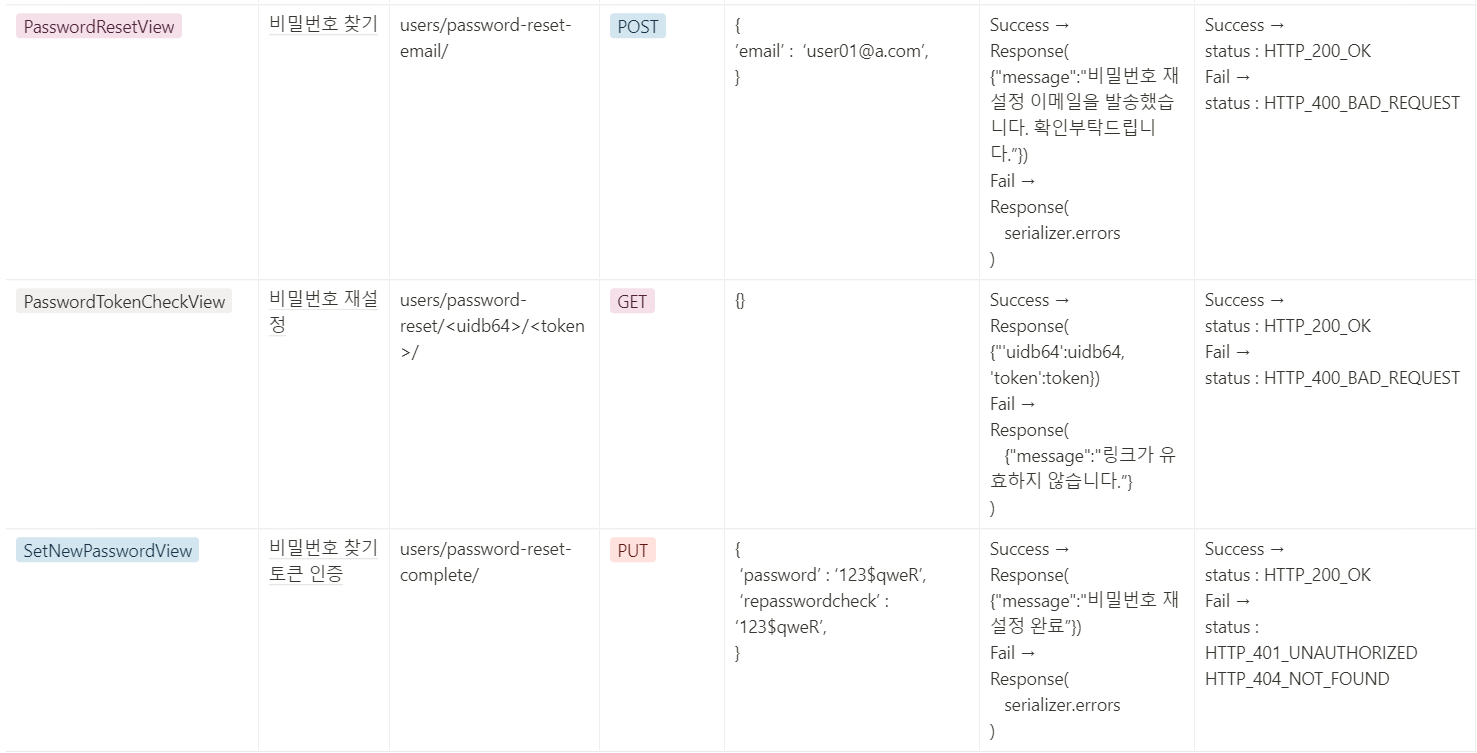 PasswordResetView
비밀번호 찾기
users/password-reset-
email/
POST
{
’email’ : ‘user01@a.com’,
}
Success →
Response(
{"message":"비밀번호 재
설정 이메일을 발송했습
니다. 확인부탁드립니
다.”})
Fail →
Response(
serializer.errors
)
Success →
status : HTTP_200_OK
Fail →
status : HTTP_400_BAD_REQUEST
PasswordTokenCheckView
비밀번호 재설
정
users/password-
reset/<uidb64>/<token
>/
GET
{}
Success →
Response(
{"'uidb64':uidb64,
'token':token})
Fail →
Response(
{"message":"링크가 유
효하지 않습니다.”}
)
Success →
status : HTTP_200_OK
Fail →
status : HTTP_400_BAD_REQUEST
SetNewPasswordView
비밀번호 찾기
토큰 인증
users/password-reset-
complete/
PUT
{
‘password’ : ‘123$qweR’,
‘repasswordcheck’ :
‘123$qweR’,
}
Success →
Response(
{"message":"비밀번호 재
설정 완료”})
Fail →
Response(
serializer.errors
)
Success →
status : HTTP_200_OK
Fail →
status :
HTTP_401_UNAUTHORIZED
HTTP_404_NOT_FOUND